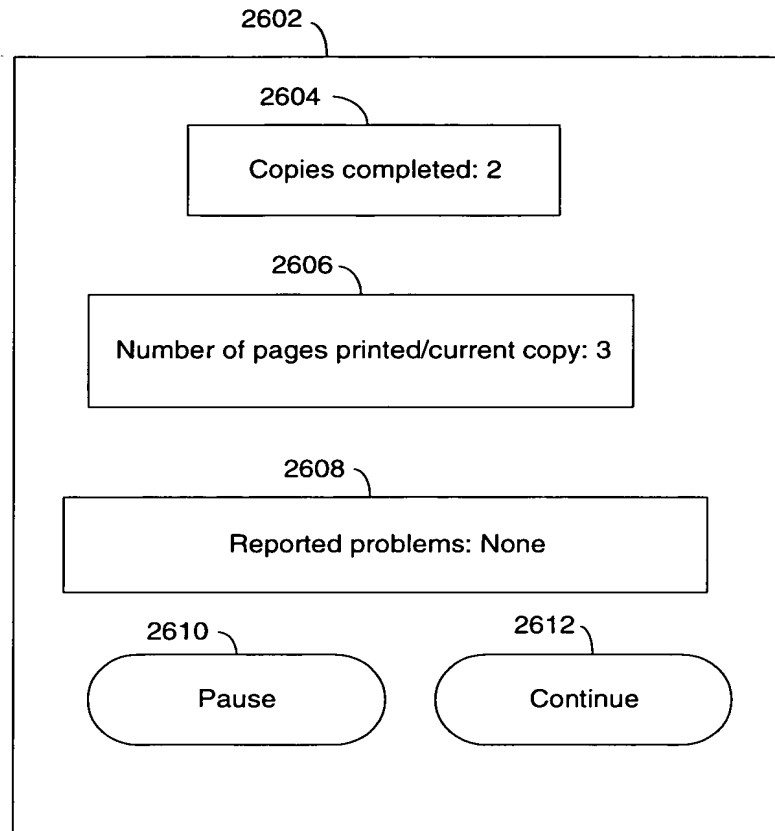 2602
2604
Copies completed: 2
2606
Number of pages printed/current copy: 3
2608
Reported problems: None
2610
2612
Pause
Continue